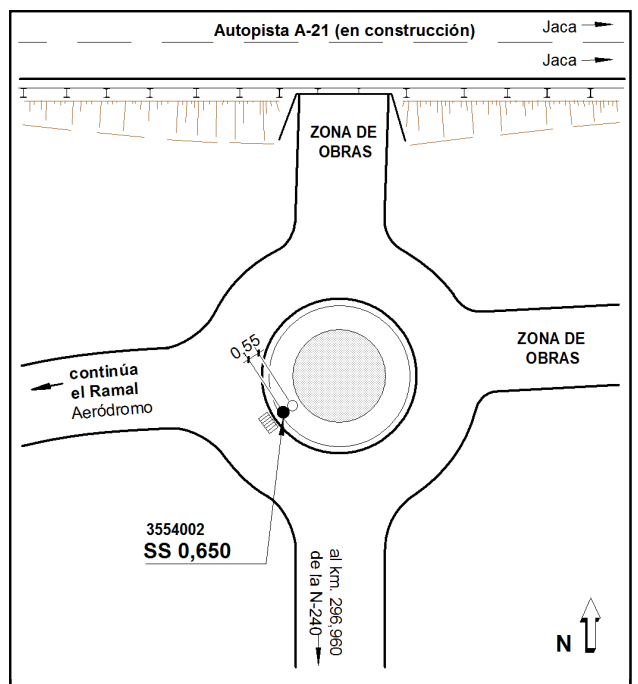 Autopista A-21 (en construcción)
Jaca
Jaca
ZONA DE
OBRAS
ZONA DE
OBRAS
0,55
continúa
el Ramal
Aeródromo
3554002
SS 0,650
al km. 296,960
de la N-240
N